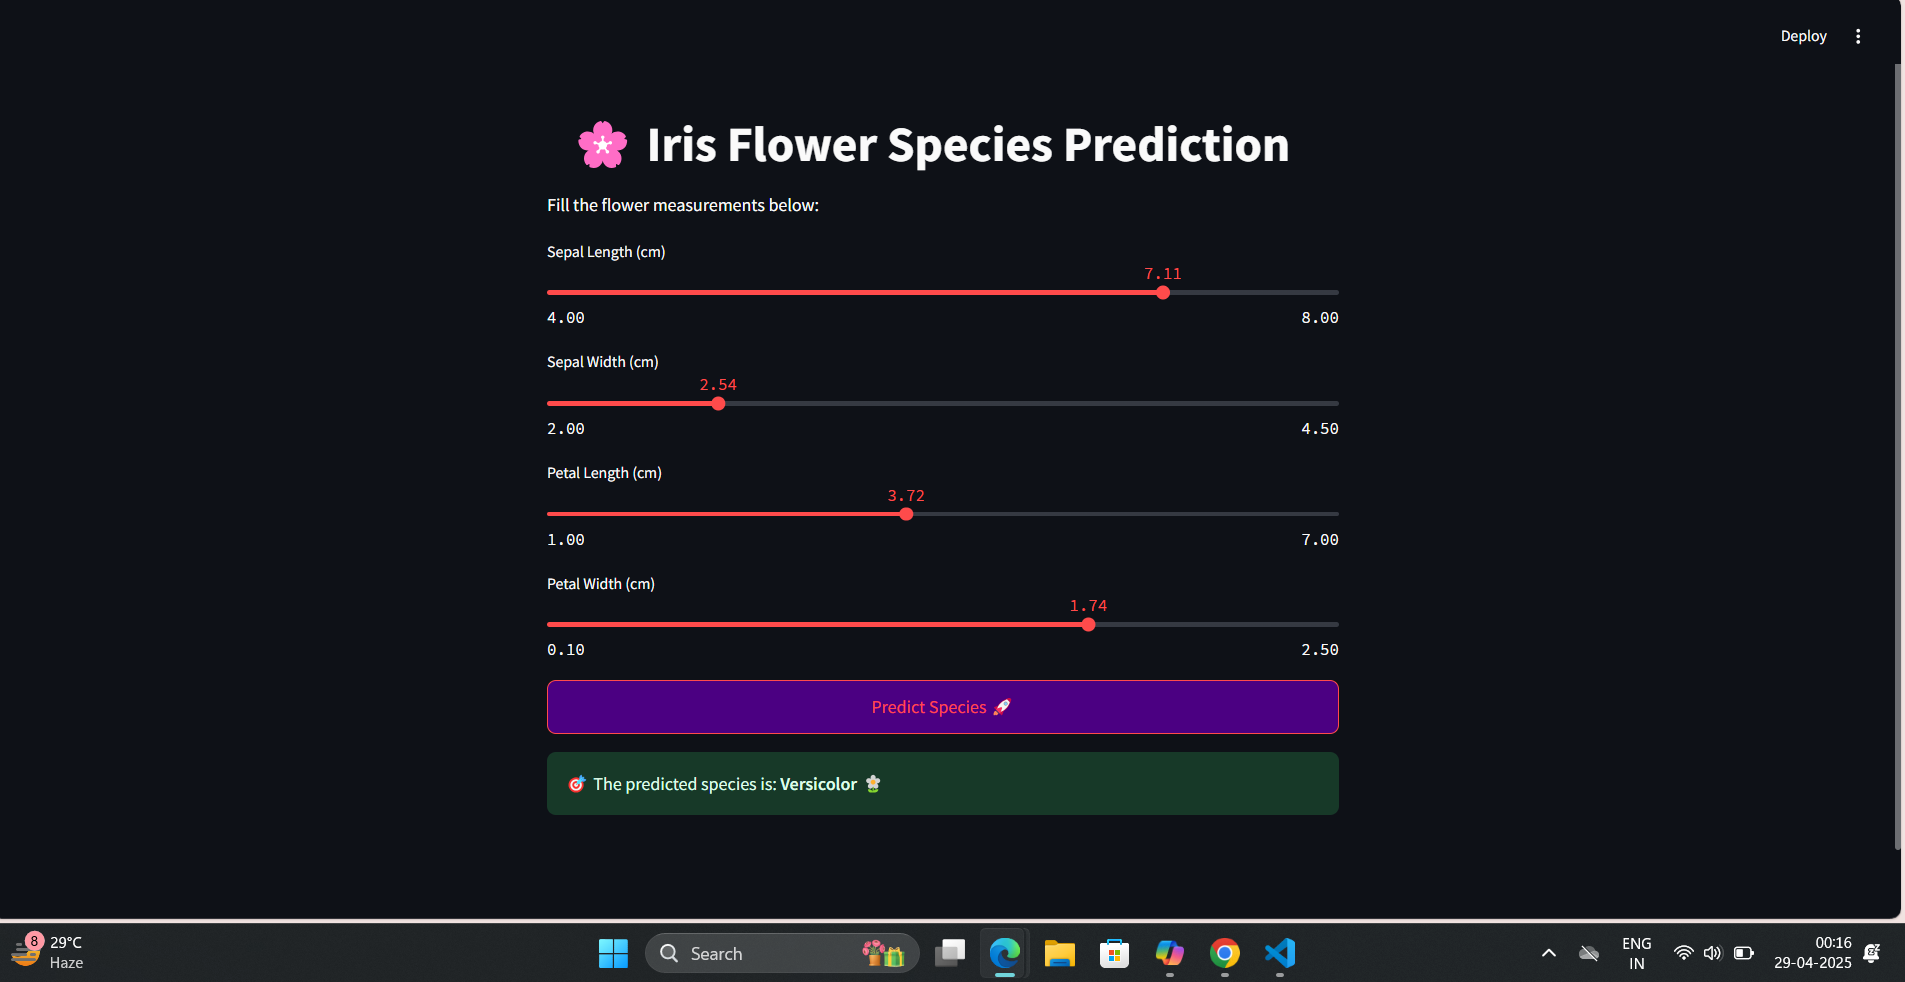 Deploy
🌸 Iris Flower Species Prediction
Fill the flower measurements below:
Sepal Length (cm)
7.11
4.00 8.00
Sepal Width (cm)
2.54
2.00 4.50
Petal Length (cm)
3.72
1.00 7.00
Petal Width (cm)
1.74
0.10 2.50
Predict Species 🚀
🎯 The predicted species is: Versicolor 🌼
8
29°C
Haze
Search
ENG
IN
00:16
29-04-2025